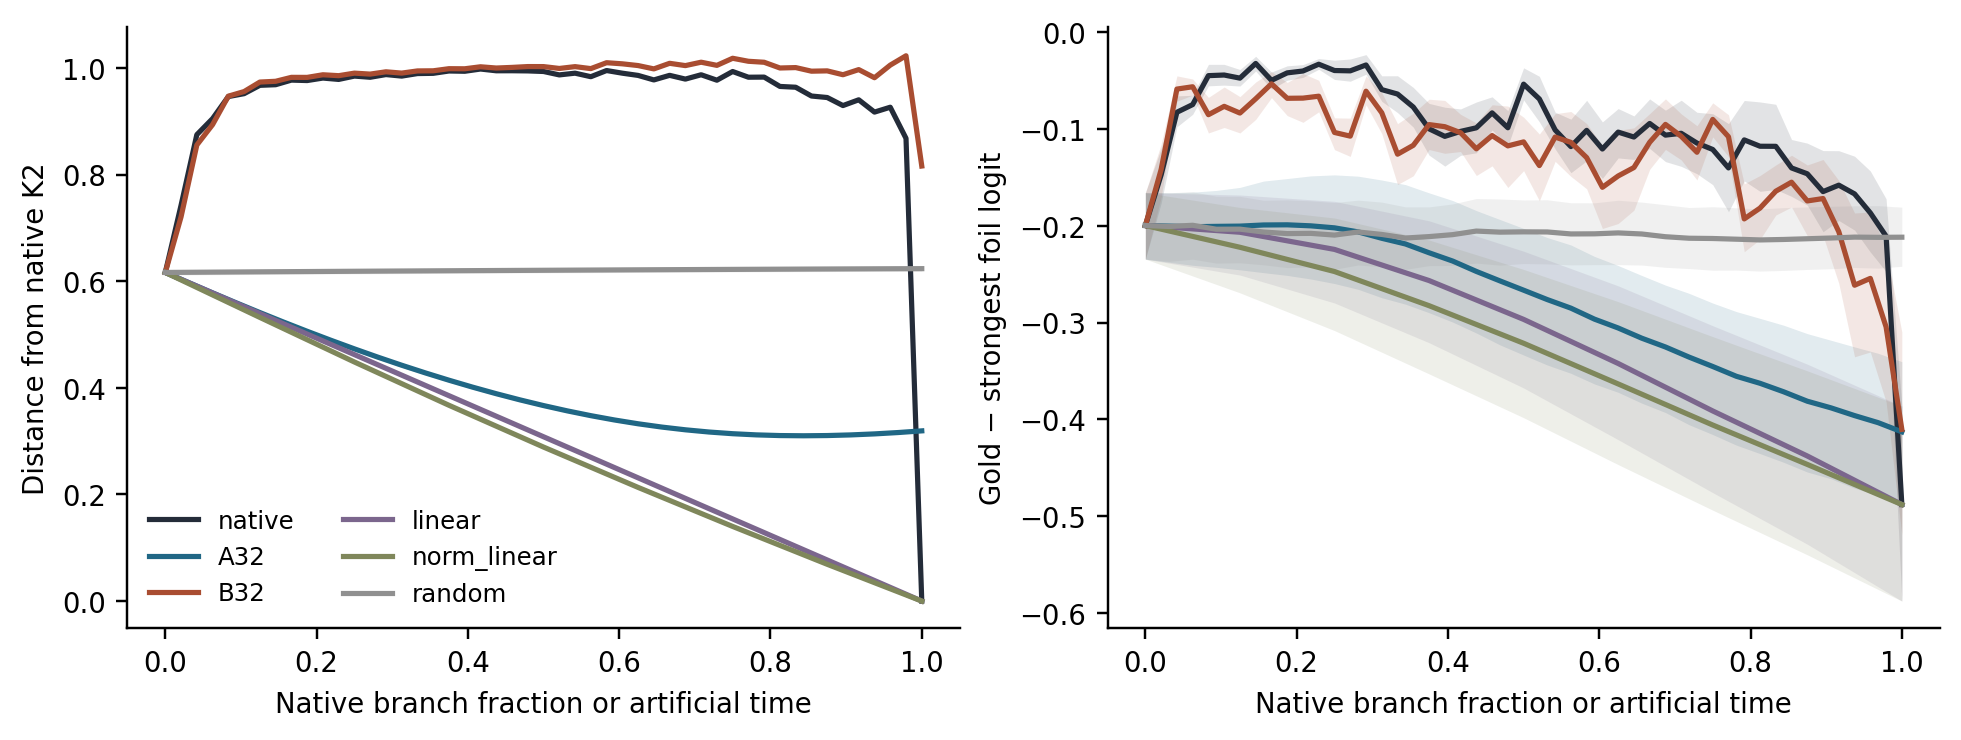 Distance from native K2
1.0
0.8
0.6
0.4
0.2
0.0
native
A32
B32
linear
norm_linear
random
0.0 0.2 0.4 0.6 0.8 1.0
Native branch fraction or artificial time
Gold − strongest foil logit
0.0
−0.1
−0.2
−0.3
−0.4
−0.5
−0.6
0.0 0.2 0.4 0.6 0.8 1.0
Native branch fraction or artificial time